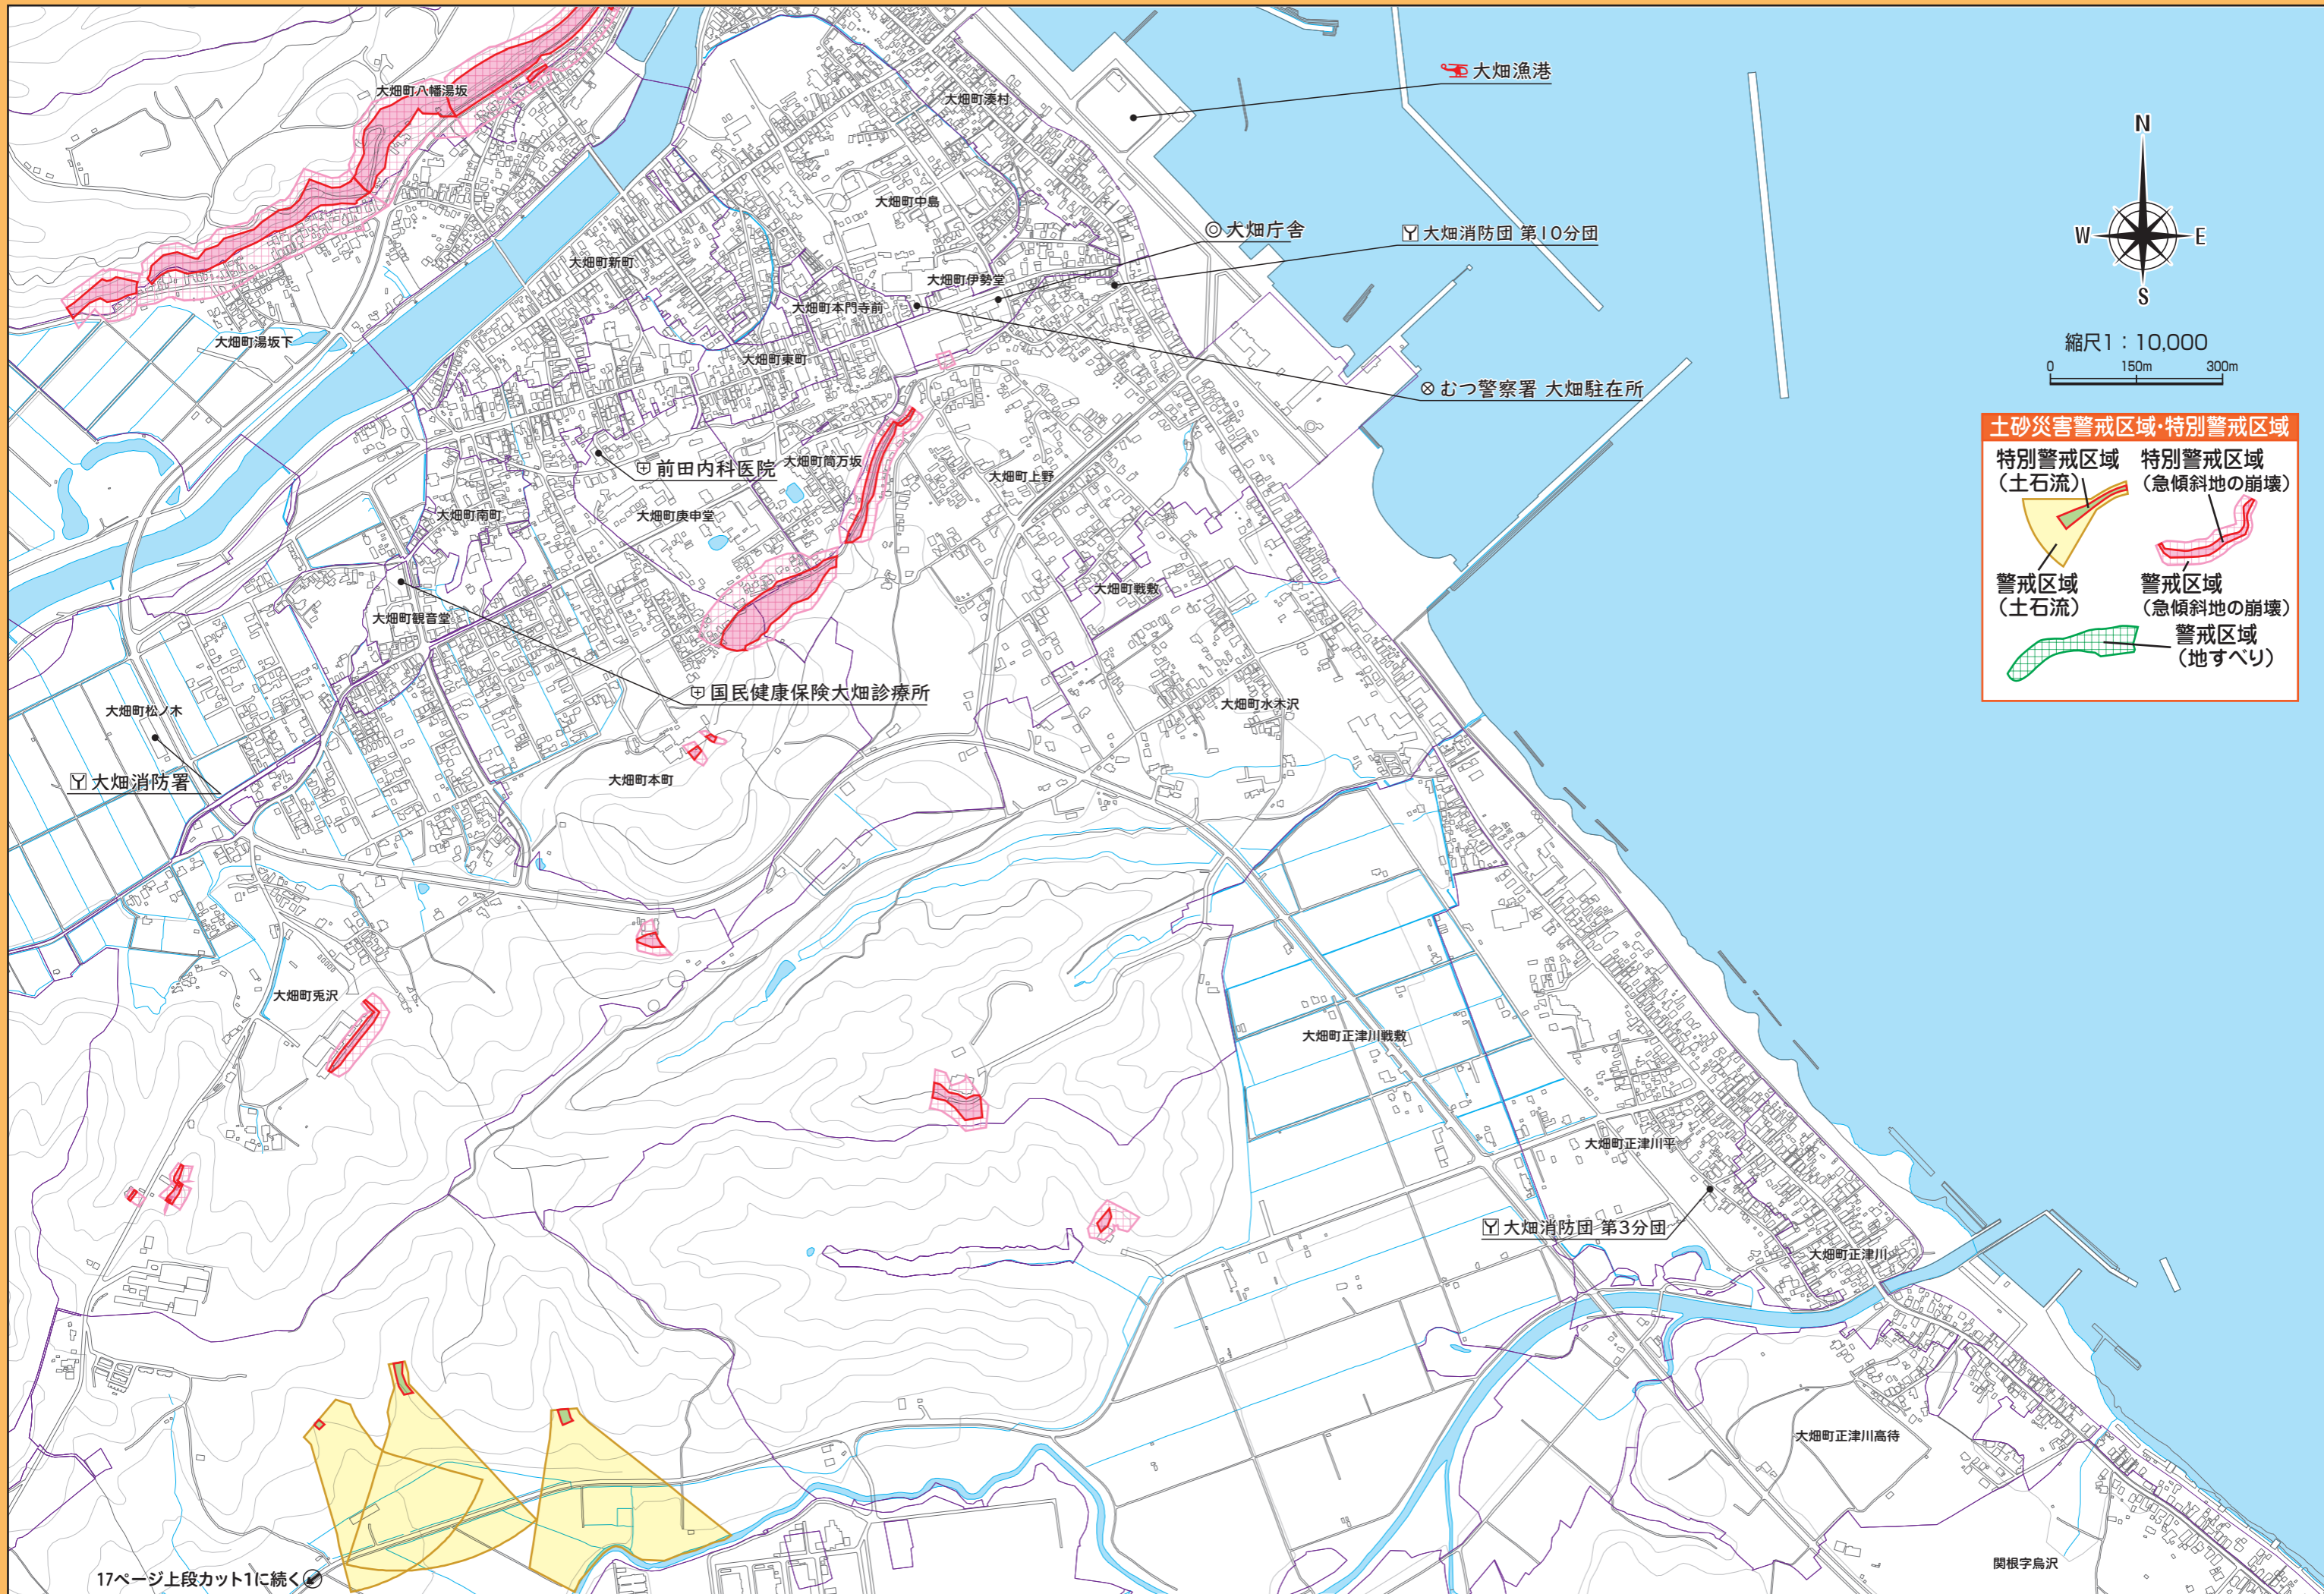 大畑漁港
大畑町八幡湯坂
大畑町湊村
N
W
E
S
大畑町中島
大畑庁舎
大畑消防団 第10分団
大畑町新町
大畑町伊勢堂
大畑町本門寺前
大畑町湯坂下
縮尺1:10,000
0 150m 300m
大畑町東町
むつ警察署 大畑駐在所
土砂災害警戒区域・特別警戒区域
特別警戒区域
(土石流)
特別警戒区域
(急傾斜地の崩壊)
警戒区域
(土石流)
警戒区域
(急傾斜地の崩壊)
警戒区域
(地すべり)
前田内科医院
大畑町筒万坂
大畑町上野
大畑町南町
大畑町庚申堂
大畑町戦敷
大畑町観音堂
国民健康保険大畑診療所
大畑町水木沢
大畑町松ノ木
大畑消防署
大畑町本町
大畑町兎沢
大畑町正津川戦敷
大畑町正津川平
大畑消防団 第3分団
大畑町正津川
大畑町正津川高待
関根字烏沢
17ページ上段カット1に続く